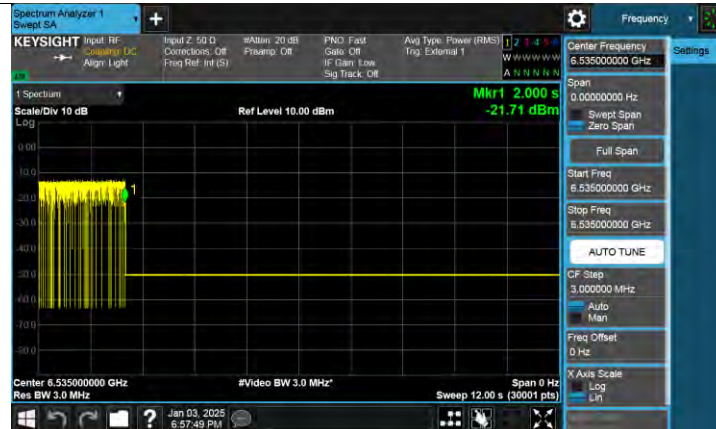 Spectrum Analyzer 1
Swept SA
Frequency
Settings
KEYSIGHT
Input: RF
Coupling: DC
Align: Light
Input Z: 50 Ω
Corrections: Off
Freq Ref: Int (S)
#Atten: 20 dB
Preamp: Off
PNO: Fast
Gate: Off
IF Gain: Low
Sig Track: Off
Avg Type: Power (RMS)
Trig: External 1
1 2 3 4 5 6
W W W W W W
A N N N N N
1 Spectrum
Scale/Div 10 dB
Ref Level 10.00 dBm
Mkr1 2.000 s
-21.71 dBm
Log
0.00
-10.0
-20.0
-30.0
-40.0
-50.0
-60.0
-70.0
-80.0
1
Center 6.535000000 GHz
Res BW 3.0 MHz
#Video BW 3.0 MHz*
Span 0 Hz
Sweep 12.00 s (30001 pts)
Center Frequency
6.535000000 GHz
Span
0.00000000 Hz
Swept Span
Zero Span
Full Span
Start Freq
6.535000000 GHz
Stop Freq
6.535000000 GHz
AUTO TUNE
CF Step
3.000000 MHz
Auto
Man
Freq Offset
0 Hz
X Axis Scale
Log
Lin
Jan 03, 2025
6:57:49 PM